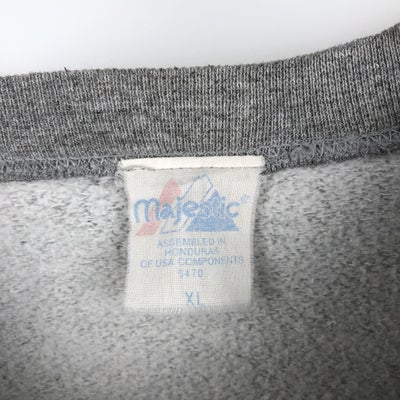 Majestic
ASSEMBLED IN
HONDURAS
OF USA COMPONENTS
5470
XL